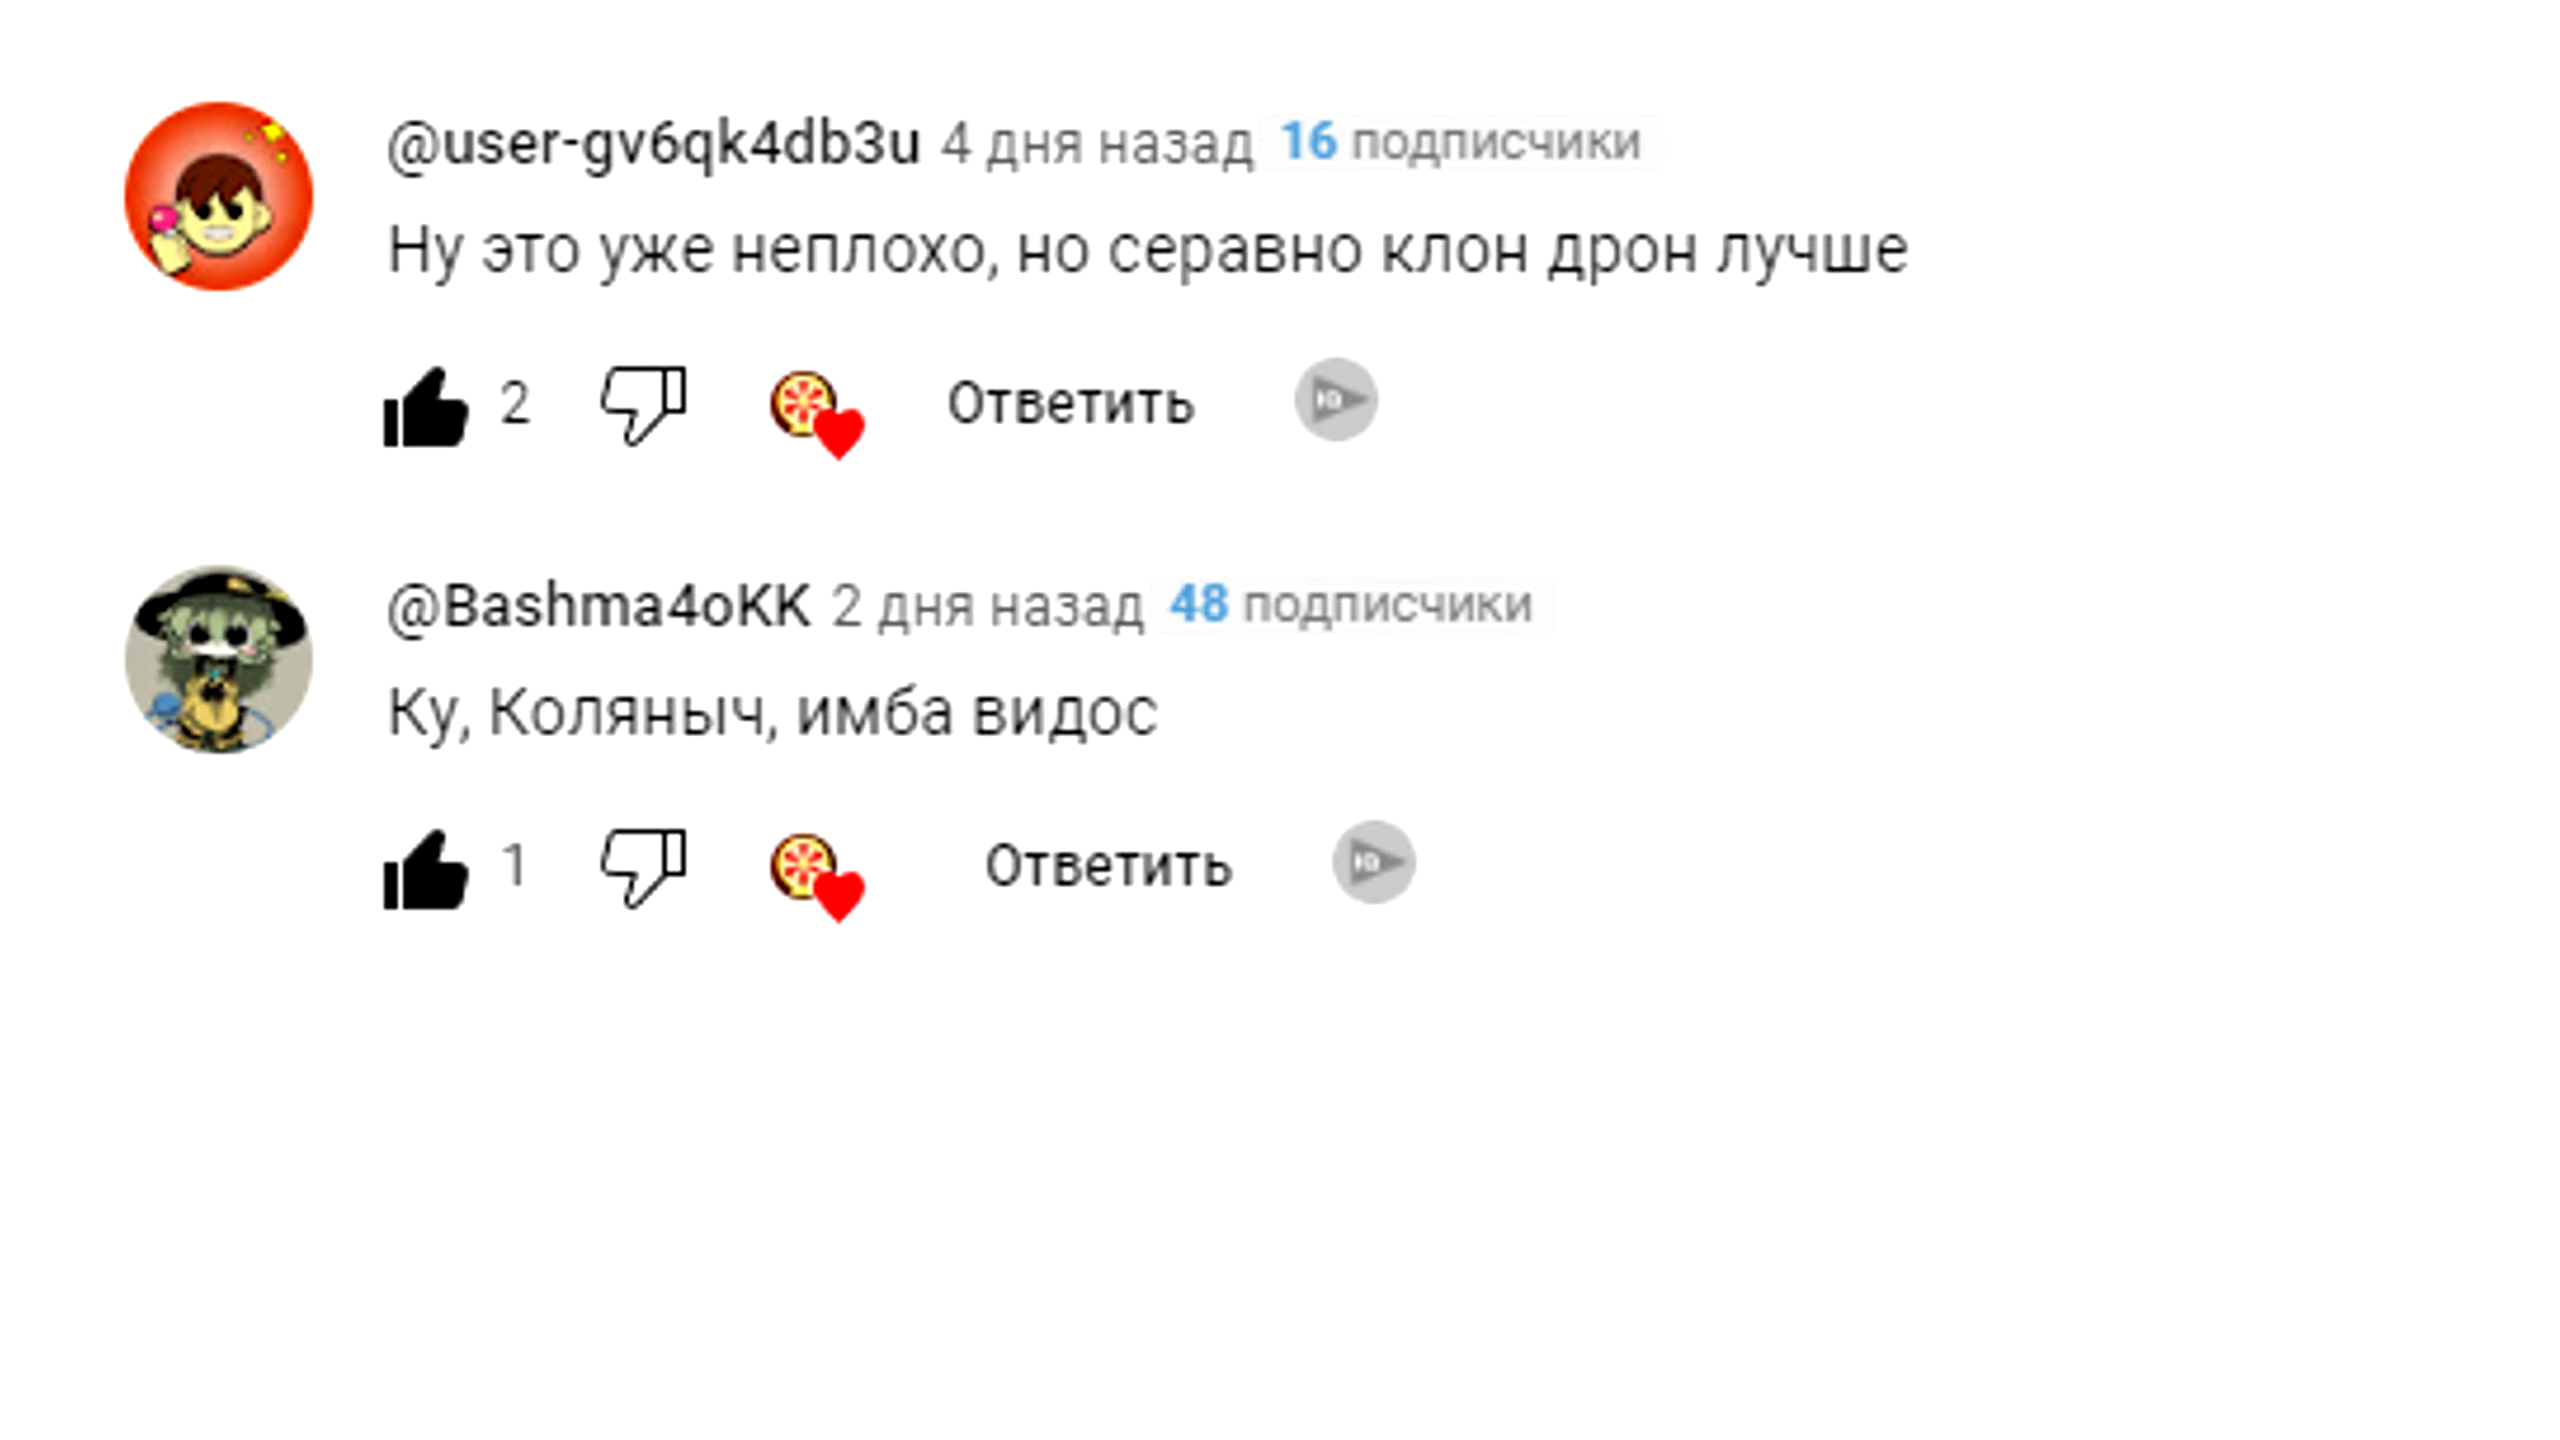 @user-gv6qk4db3u 4 дня назад 16 подписчики
Ну это уже неплохо, но серавно клон дрон лучше
2 Ответить Ю
@Bashma4oKK 2 дня назад 48 подписчики
Ку, Коляныч, имба видос
1 Ответить Ю